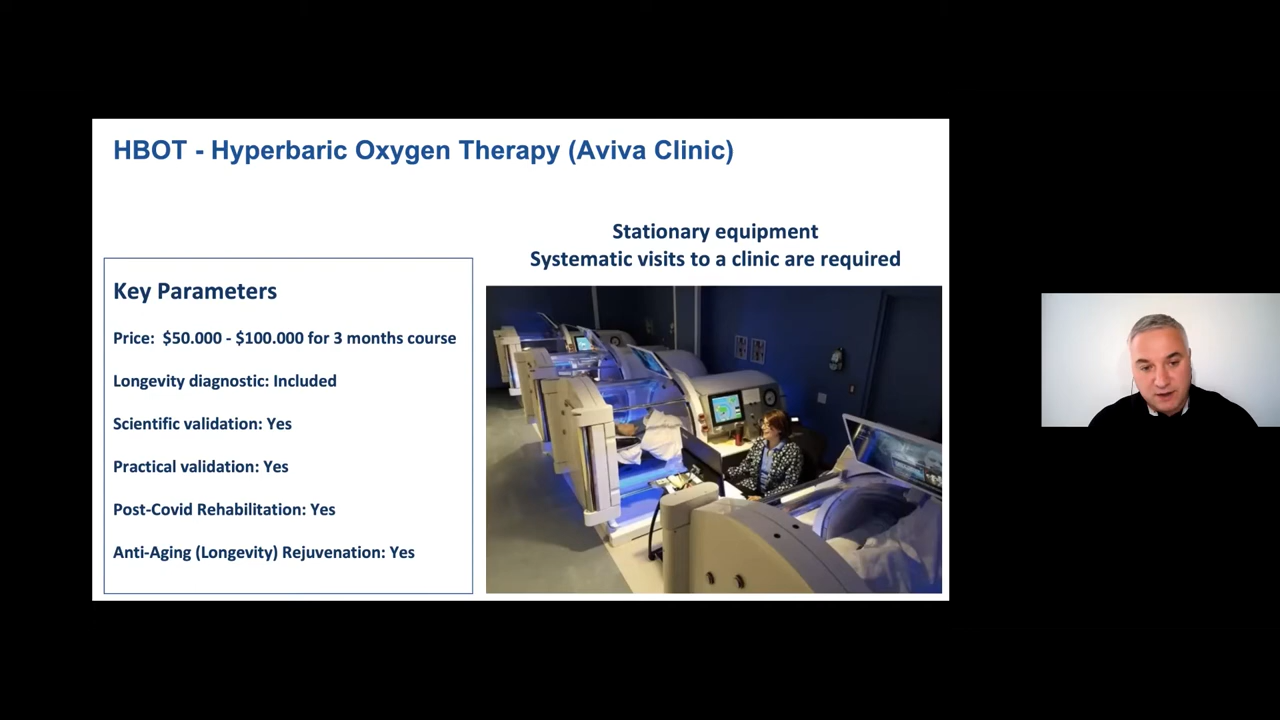 HBOT - Hyperbaric Oxygen Therapy (Aviva Clinic)
Stationary equipment
Systematic visits to a clinic are required
Key Parameters
Price: $50.000 - $100.000 for 3 months course
Longevity diagnostic: Included
Scientific validation: Yes
Practical validation: Yes
Post-Covid Rehabilitation: Yes
Anti-Aging (Longevity) Rejuvenation: Yes